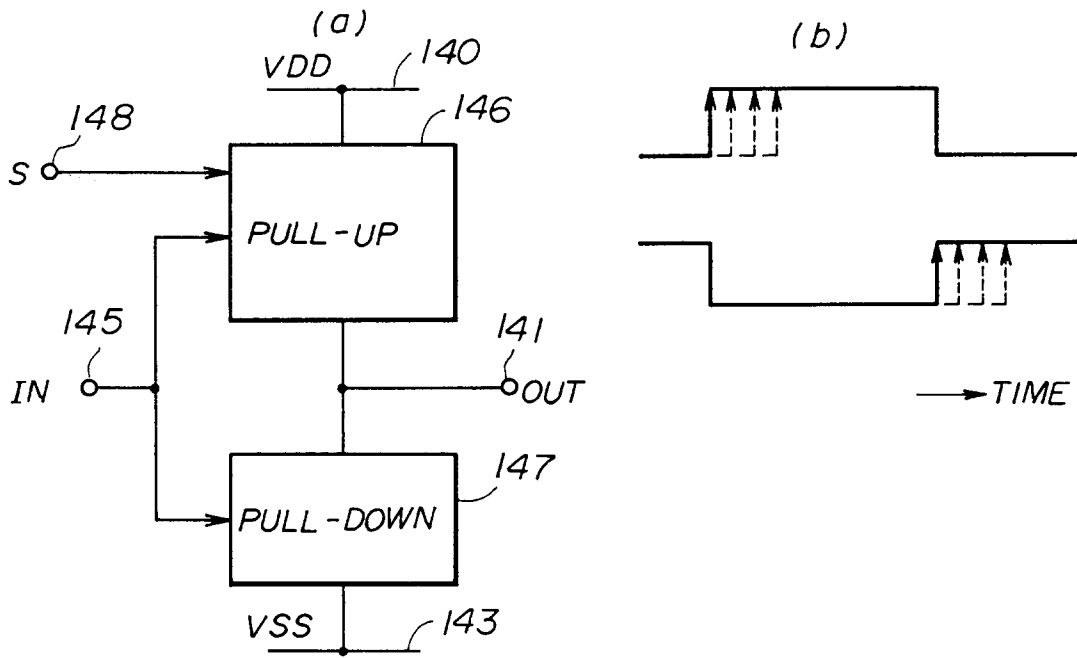 (a)
VDD
140
146
148
S
PULL-UP
145
IN
141
OUT
147
PULL-DOWN
VSS
143
(b)
TIME